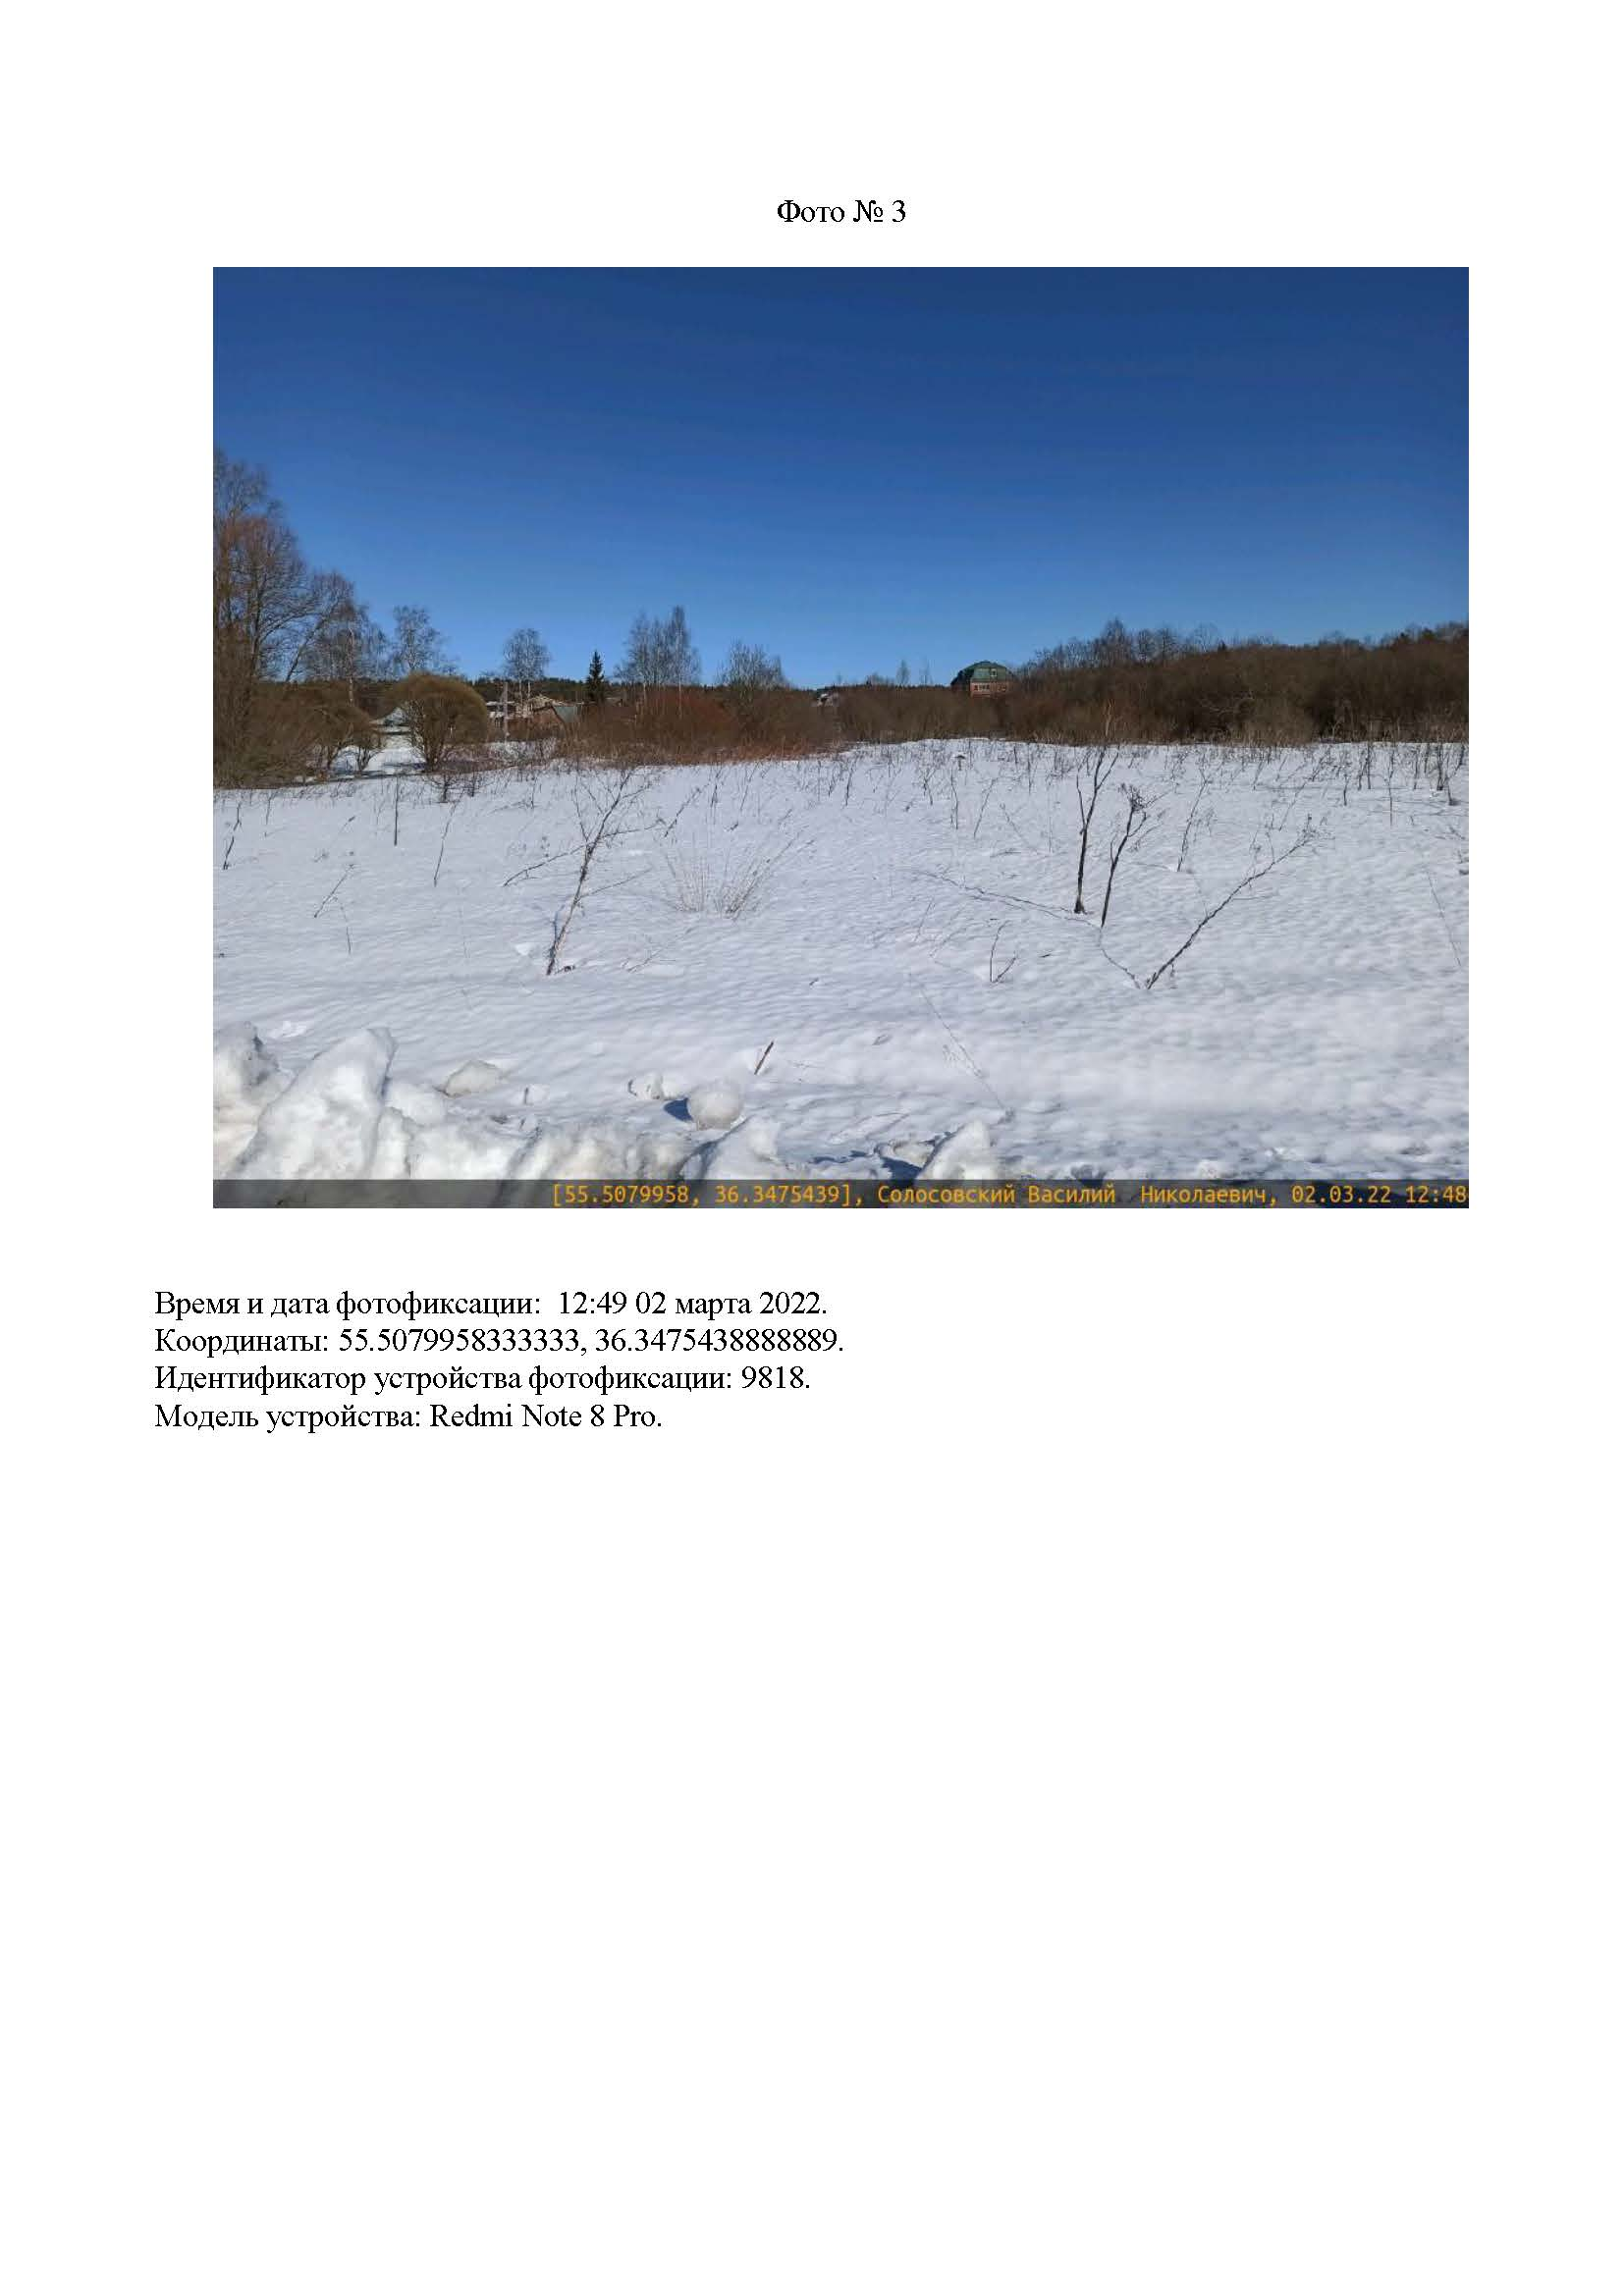 Фото № 3
[55.5079958, 36.3475439], Солосовский Василий  Николаевич, 02.03.22 12:48
Время и дата фотофиксации:  12:49 02 марта 2022.
Координаты: 55.5079958333333, 36.3475438888889.
Идентификатор устройства фотофиксации: 9818.
Модель устройства: Redmi Note 8 Pro.